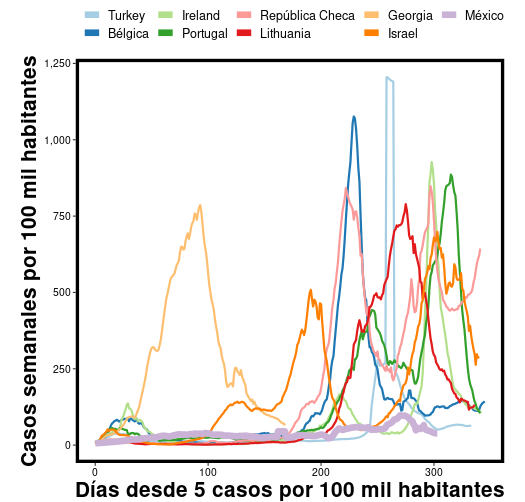 Turkey Ireland República Checa Georgia México
Bélgica Portugal Lithuania Israel
Casos semanales por 100 mil habitantes
1,250
1,000
750
500
250
0
0 100 200 300
Días desde 5 casos por 100 mil habitantes